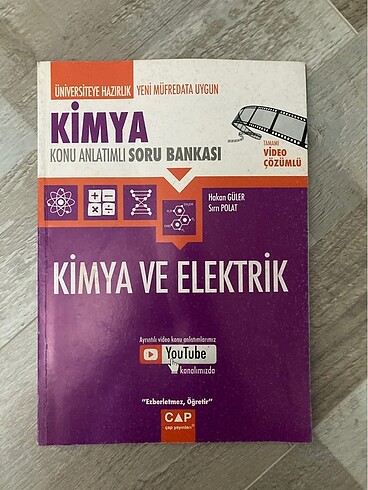 ÜNİVERSİTEYE HAZIRLIK YENİ MÜFREDATA UYGUN
KİMYA
KONU ANLATIMLI SORU BANKASI
TAMAMI
VİDEO
ÇÖZÜMLÜ
Hakan GÜLER
Sırrı POLAT
KİMYA VE ELEKTRİK
Ayrıntılı video konu anlatımlarımız
YouTube
kanalımızda
"Ezberletmez, Öğretir"
ÇAP
çap yayınları